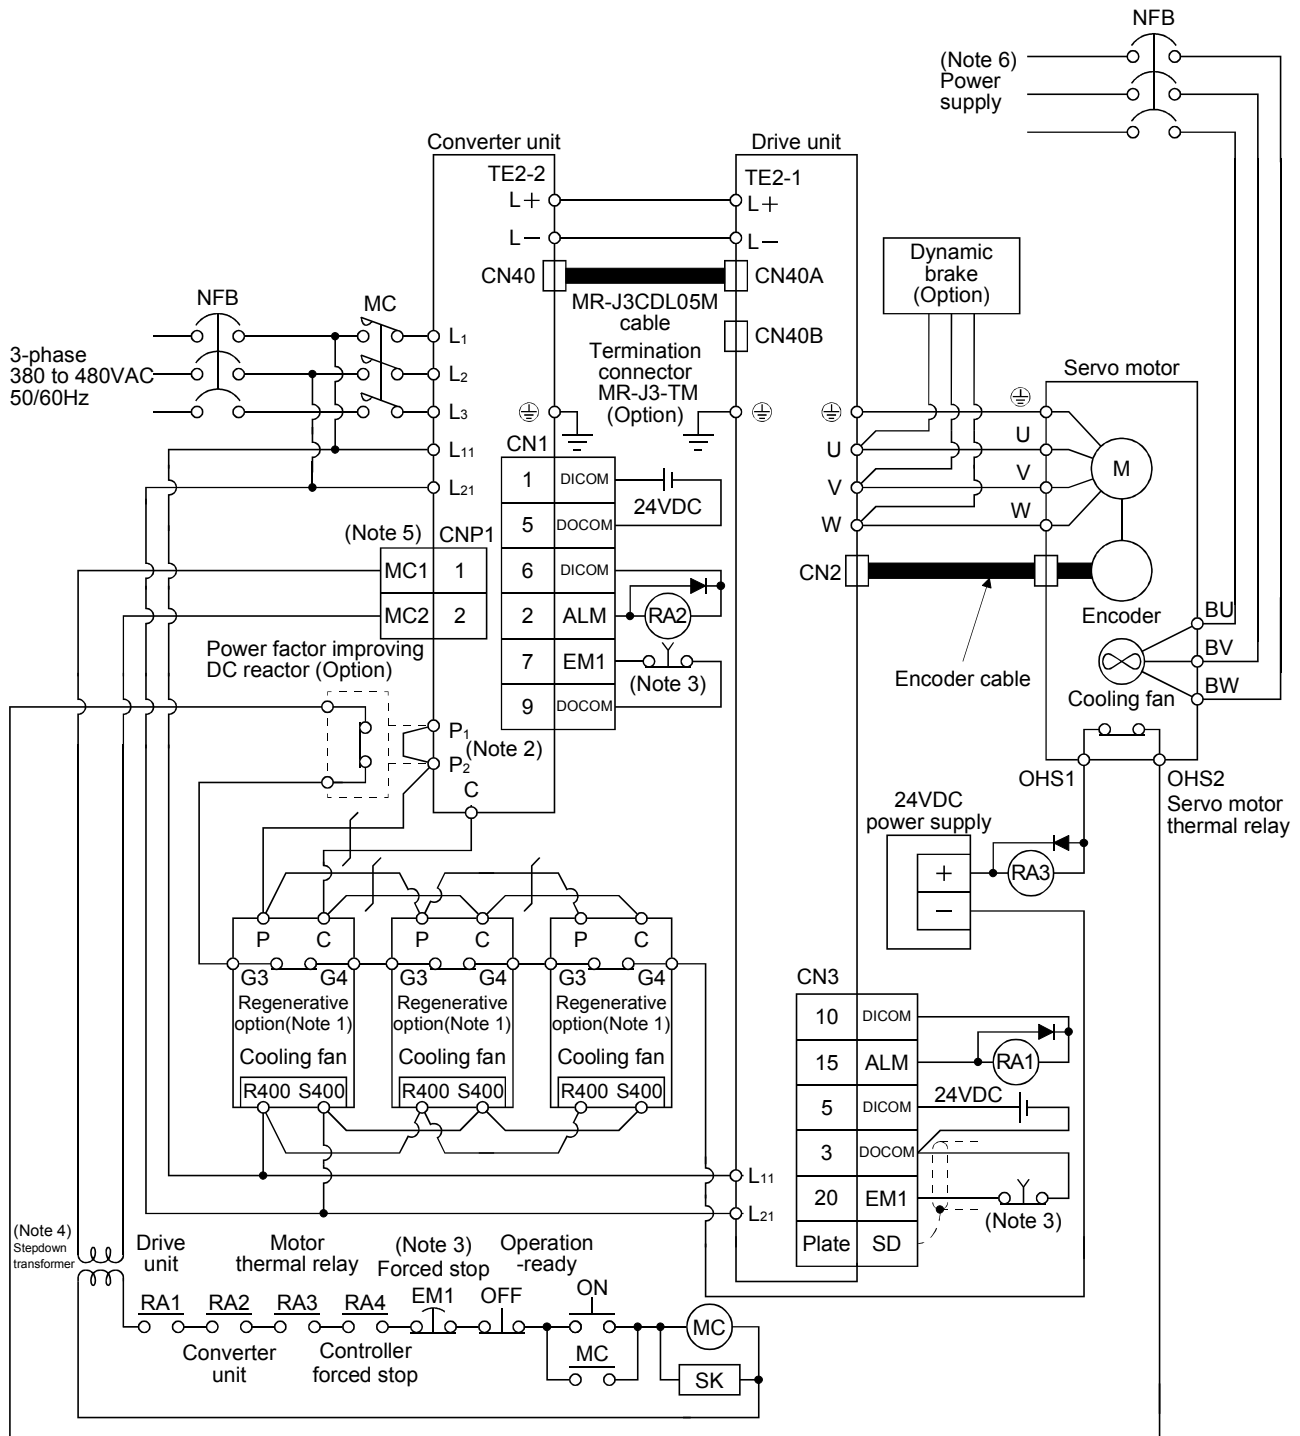 NFB
(Note 6)
Power
supply
Converter unit
Drive unit
TE2-2
TE2-1
L+
L+
L−
L−
CN40
CN40A
MR-J3CDL05M
cable
CN40B
Termination
connector
MR-J3-TM
(Option)
Dynamic
brake
(Option)
NFB
MC
3-phase
380 to 480VAC
50/60Hz
L1
L2
L3
L11
L21
Servo motor
U
V
W
U
V
W
M
CN2
Encoder
Encoder cable
BU
BV
BW
Cooling fan
OHS1
OHS2
Servo motor
thermal relay
CN1
1 DICOM
24VDC
5 DOCOM
6 DICOM
2 ALM
RA2
7 EM1
(Note 3)
9 DOCOM
(Note 5)
CNP1
MC1 1
MC2 2
Power factor improving
DC reactor (Option)
P1
P2
(Note 2)
C
24VDC
power supply
+
−
RA3
P C
P C
P C
G3 G4
G3 G4
G3 G4
Regenerative
option(Note 1)
Regenerative
option(Note 1)
Regenerative
option(Note 1)
Cooling fan
Cooling fan
Cooling fan
R400 S400
R400 S400
R400 S400
CN3
10 DICOM
15 ALM
RA1
5 DICOM
24VDC
3 DOCOM
20 EM1
(Note 3)
Plate SD
L11
L21
(Note 4)
Stepdown
transformer
Drive
unit
Motor
thermal relay
(Note 3)
Forced stop
Operation
-ready
RA1
RA2
RA3
RA4
EM1
OFF
ON
MC
Converter
unit
Controller
forced stop
MC
SK